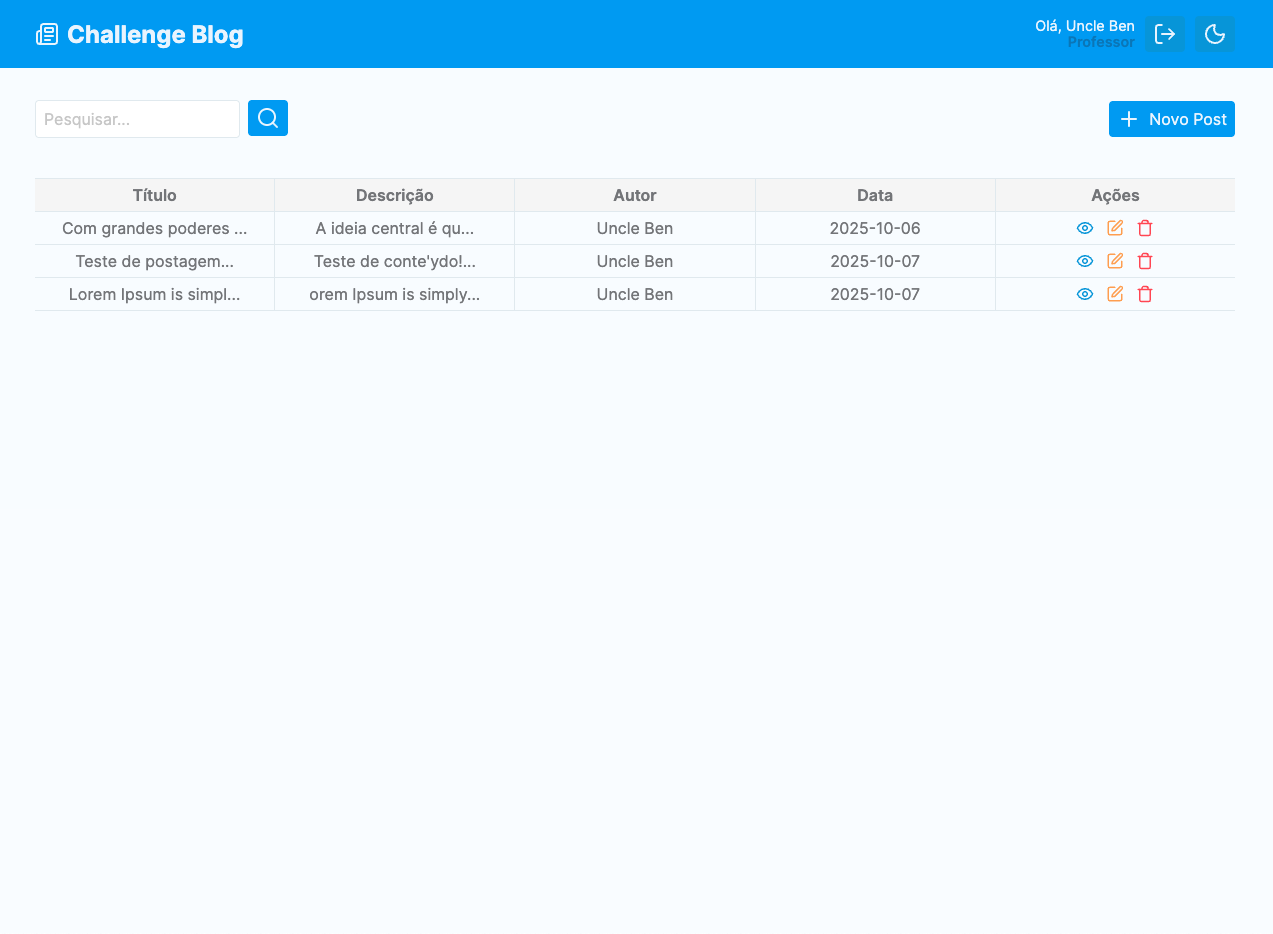 Challenge Blog
Olá, Uncle Ben
Professor
Pesquisar...
Novo Post
Título Descrição Autor Data Ações
Com grandes poderes ... A ideia central é qu... Uncle Ben 2025-10-06
Teste de postagem... Teste de conte'ydo!... Uncle Ben 2025-10-07
Lorem Ipsum is simpl... orem Ipsum is simply... Uncle Ben 2025-10-07